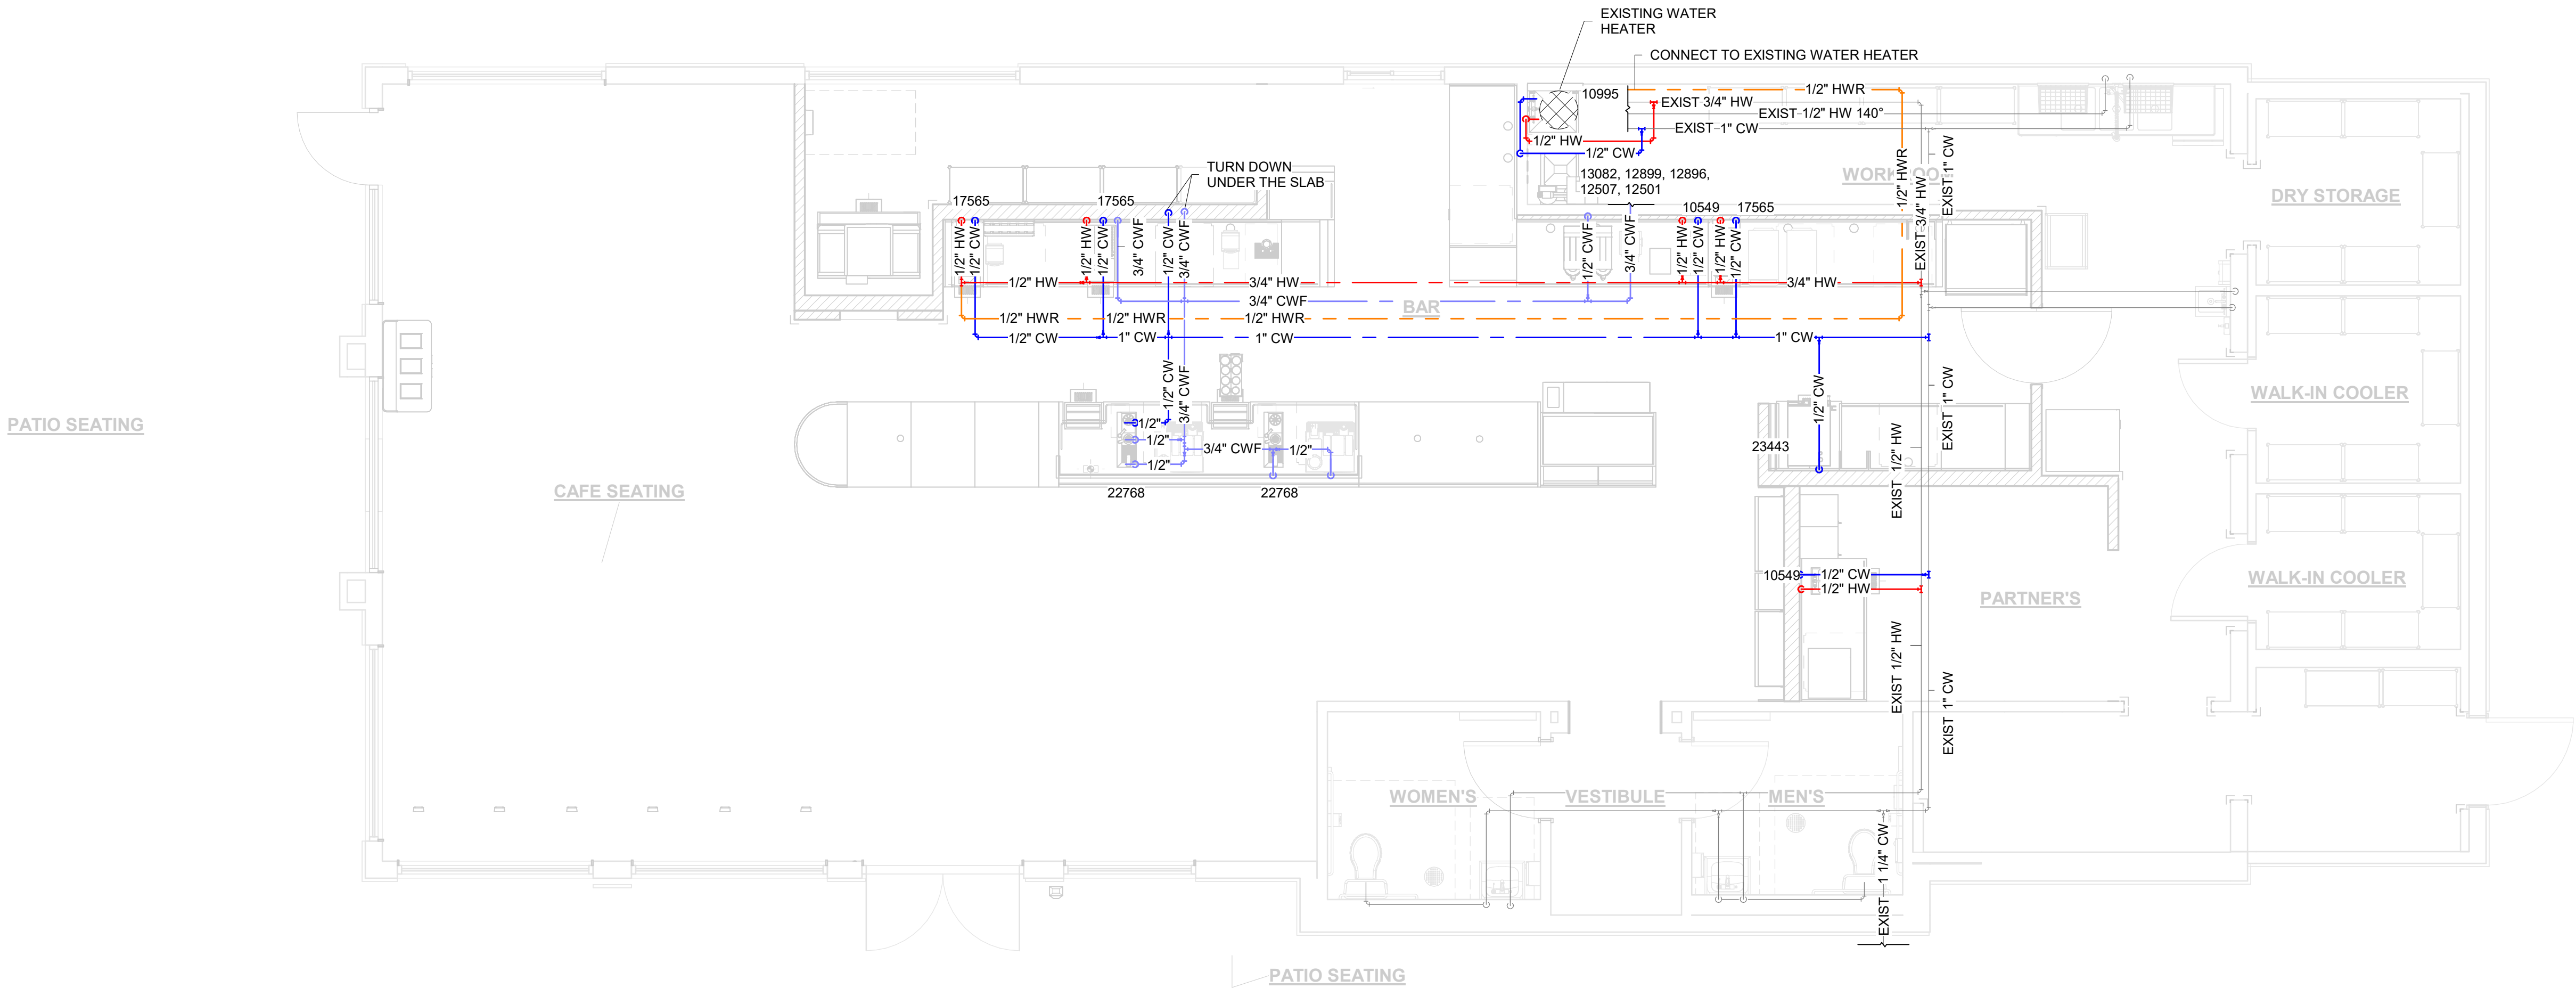 EXISTING WATER
HEATER
CONNECT TO EXISTING WATER HEATER
10995
1/2" HWR
EXIST 3/4" HW
EXIST 1/2" HW 140°
EXIST 1" CW
1/2" HW
1/2" CW
TURN DOWN
UNDER THE SLAB
13082, 12899, 12896,
12507, 12501
1/2" HWR
EXIST 3/4" HW
EXIST 1" CW
DRY STORAGE
17565
17565
10549
17565
1/2" HW
1/2" CW
1/2" HW
1/2" CW
3/4" CWF
1/2" CW
3/4" CWF
1/2" CWF
3/4" CWF
1/2" HW
1/2" CW
1/2" HW
1/2" CW
1/2" HW
3/4" HW
3/4" HW
3/4" CWF
BAR
1/2" HWR
1/2" HWR
1/2" HWR
1/2" CW
1" CW
1" CW
1" CW
1/2" CW
3/4" CWF
1/2" CW
EXIST 1" CW
WALK-IN COOLER
PATIO SEATING
1/2"
1/2"
1/2"
3/4" CWF
1/2"
23443
EXIST 1/2" HW
22768
22768
CAFE SEATING
10549
1/2" CW
1/2" HW
WALK-IN COOLER
PARTNER'S
EXIST 1/2" HW
EXIST 1" CW
WOMEN'S
VESTIBULE
MEN'S
EXIST 1 1/4" CW
PATIO SEATING